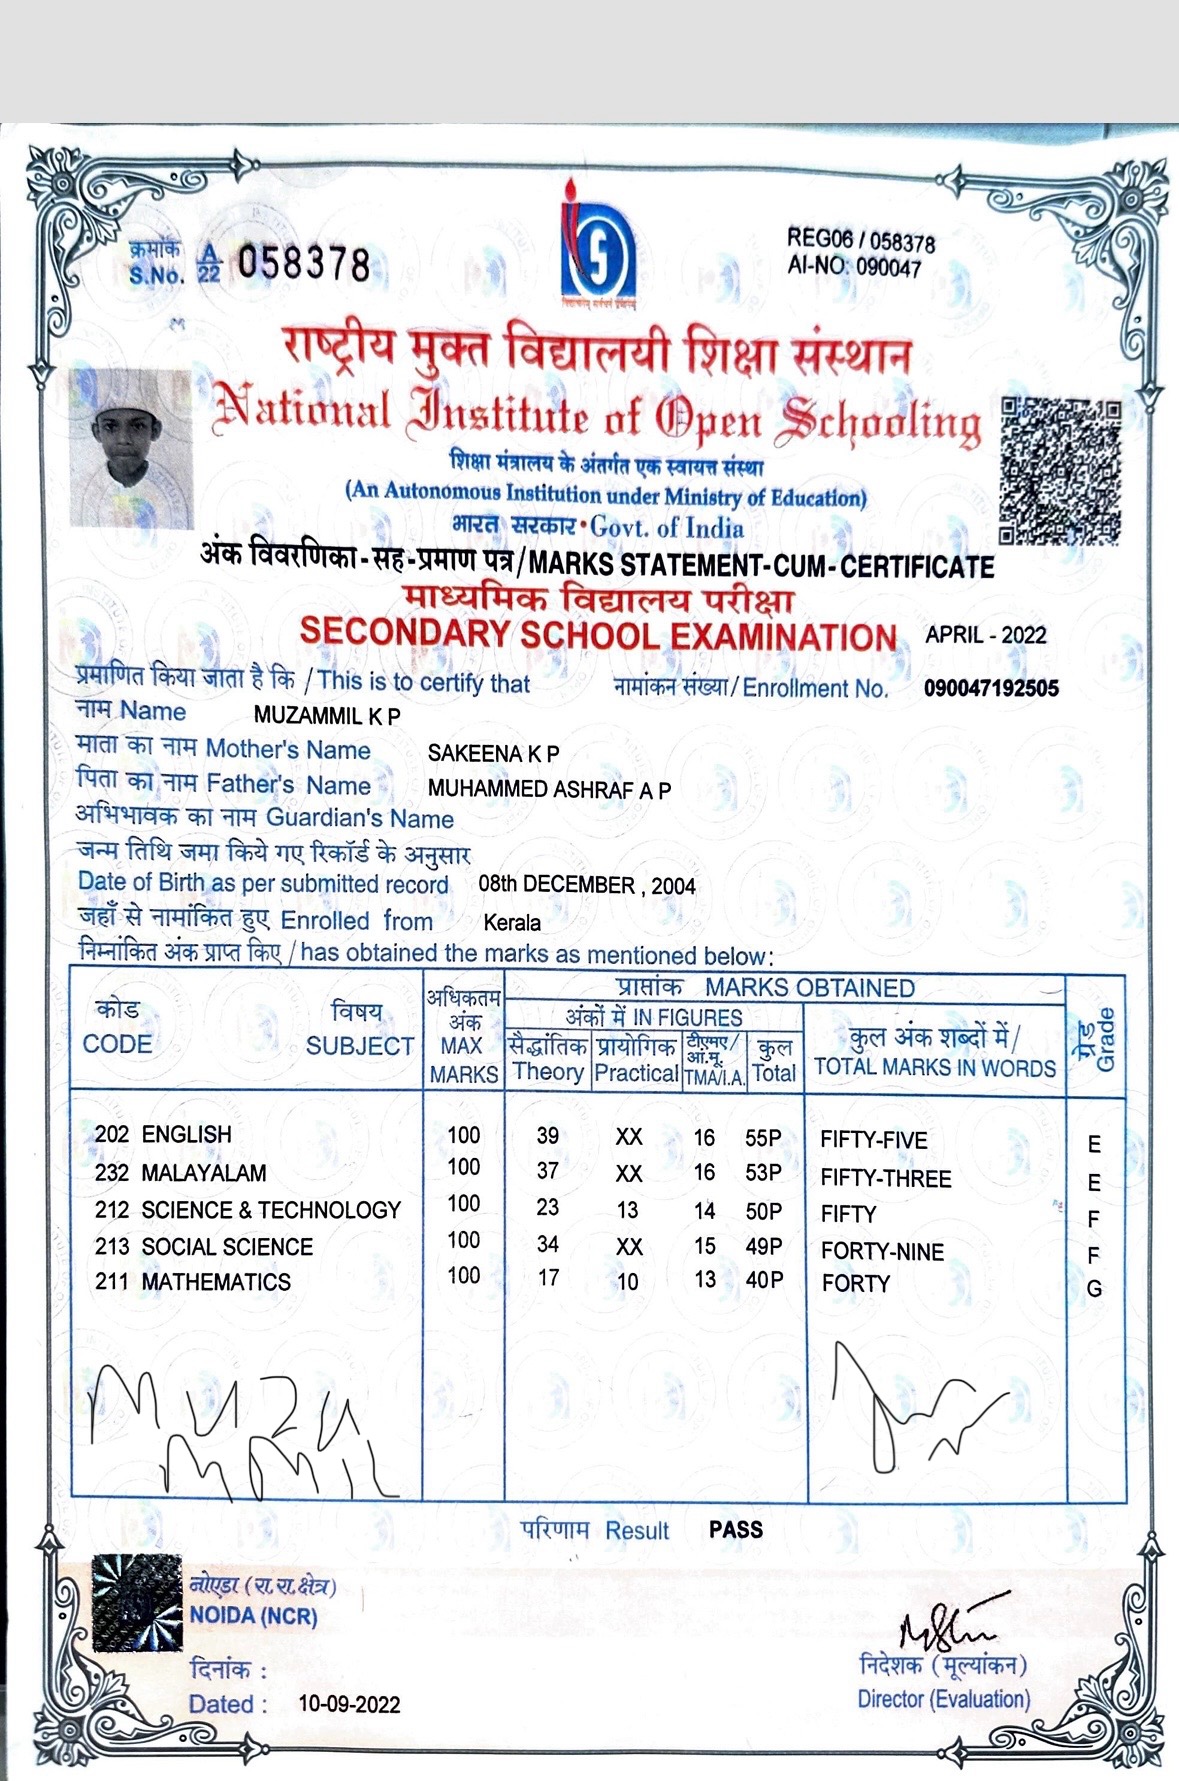 क्रमांक
S.No. A/22 058378
REG06 / 058378
AI-NO: 090047
राष्ट्रीय मुक्त विद्यालयी शिक्षा संस्थान
National Institute of Open Schooling
शिक्षा मंत्रालय के अंतर्गत एक स्वायत्त संस्था
(An Autonomous Institution under Ministry of Education)
भारत सरकार • Govt. of India
अंक विवरणिका - सह - प्रमाण पत्र / MARKS STATEMENT-CUM-CERTIFICATE
माध्यमिक विद्यालय परीक्षा
SECONDARY SCHOOL EXAMINATION APRIL - 2022
प्रमाणित किया जाता है कि / This is to certify that नामांकन संख्या / Enrollment No. 090047192505
नाम Name MUZAMMIL K P
माता का नाम Mother's Name SAKEENA K P
पिता का नाम Father's Name MUHAMMED ASHRAF A P
अभिभावक का नाम Guardian's Name
जन्म तिथि जमा किये गए रिकॉर्ड के अनुसार
Date of Birth as per submitted record 08th DECEMBER , 2004
जहाँ से नामांकित हुए Enrolled from Kerala
निम्नांकित अंक प्राप्त किए / has obtained the marks as mentioned below:
कोड CODE विषय SUBJECT अधिकतम अंक MAX MARKS प्राप्तांक MARKS OBTAINED ग्रेड Grade
अंकों में IN FIGURES कुल अंक शब्दों में / TOTAL MARKS IN WORDS
सैद्धांतिक Theory प्रायोगिक Practical टीएमए / आं.मू. TMA/I.A. कुल Total
202 ENGLISH 100 39 XX 16 55P FIFTY-FIVE E
232 MALAYALAM 100 37 XX 16 53P FIFTY-THREE E
212 SCIENCE & TECHNOLOGY 100 23 13 14 50P FIFTY F
213 SOCIAL SCIENCE 100 34 XX 15 49P FORTY-NINE F
211 MATHEMATICS 100 17 10 13 40P FORTY G
Muza
mmil
परिणाम Result PASS
नोएडा (रा.रा.क्षेत्र)
NOIDA (NCR)
दिनांक :
Dated : 10-09-2022
निदेशक (मूल्यांकन)
Director (Evaluation)